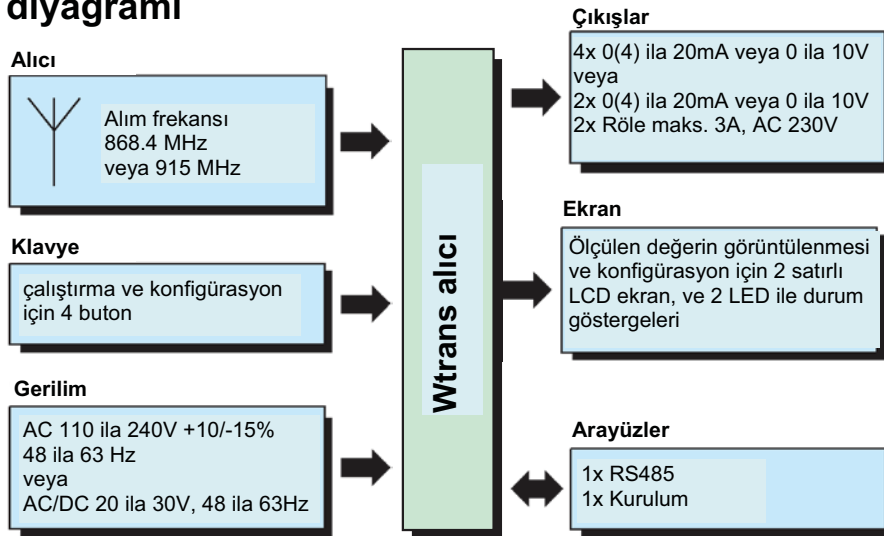 diyagramı
Alıcı
Alım frekansı
868.4 MHz
veya 915 MHz
Klavye
çalıştırma ve konfigürasyon
için 4 buton
Gerilim
AC 110 ila 240V +10/-15%
48 ila 63 Hz
veya
AC/DC 20 ila 30V, 48 ila 63Hz
Wtrans alıcı
Çıkışlar
4x 0(4) ila 20mA veya 0 ila 10V
veya
2x 0(4) ila 20mA veya 0 ila 10V
2x Röle maks. 3A, AC 230V
Ekran
Ölçülen değerin görüntülenmesi
ve konfigürasyon için 2 satırlı
LCD ekran, ve 2 LED ile durum
göstergeleri
Arayüzler
1x RS485
1x Kurulum